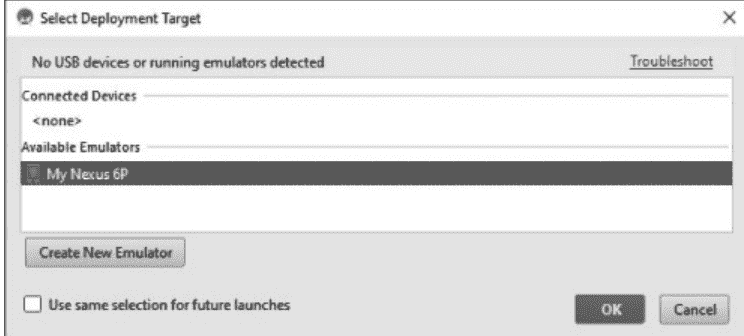 Select Deployment Target
No USB devices or running emulators detected Troubleshoot
Connected Devices
<none>
Available Emulators
My Nexus 6P
Create New Emulator
Use same selection for future launches
OK Cancel